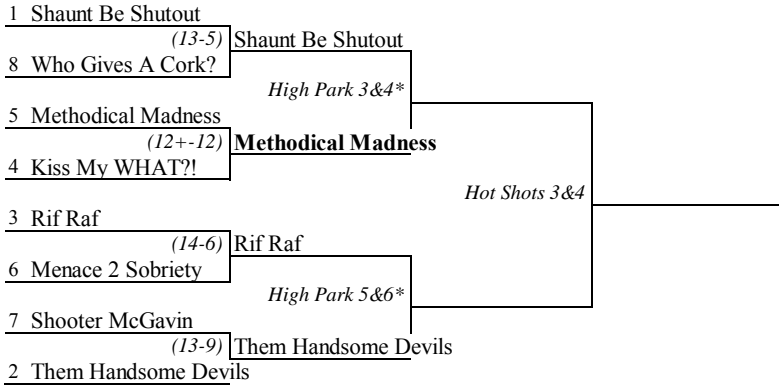 1 Shaunt Be Shutout
(13-5) Shaunt Be Shutout
8 Who Gives A Cork?
High Park 3&4*
5 Methodical Madness
(12+-12) Methodical Madness
4 Kiss My WHAT?!
Hot Shots 3&4
3 Rif Raf
(14-6) Rif Raf
6 Menace 2 Sobriety
High Park 5&6*
7 Shooter McGavin
(13-9) Them Handsome Devils
2 Them Handsome Devils